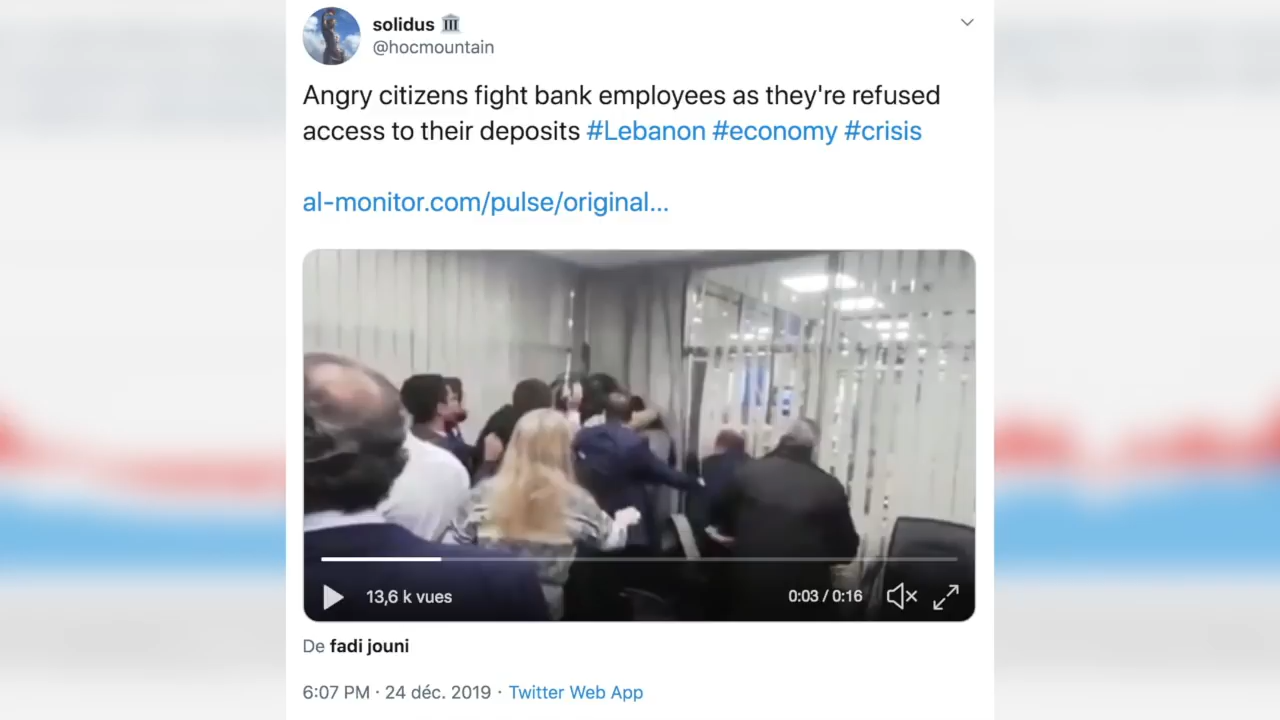 solidus 🏛
@hocmountain
Angry citizens fight bank employees as they're refused
access to their deposits #Lebanon #economy #crisis
al-monitor.com/pulse/original...
13,6 k vues
0:03 / 0:16
De fadi jouni
6:07 PM · 24 déc. 2019 · Twitter Web App